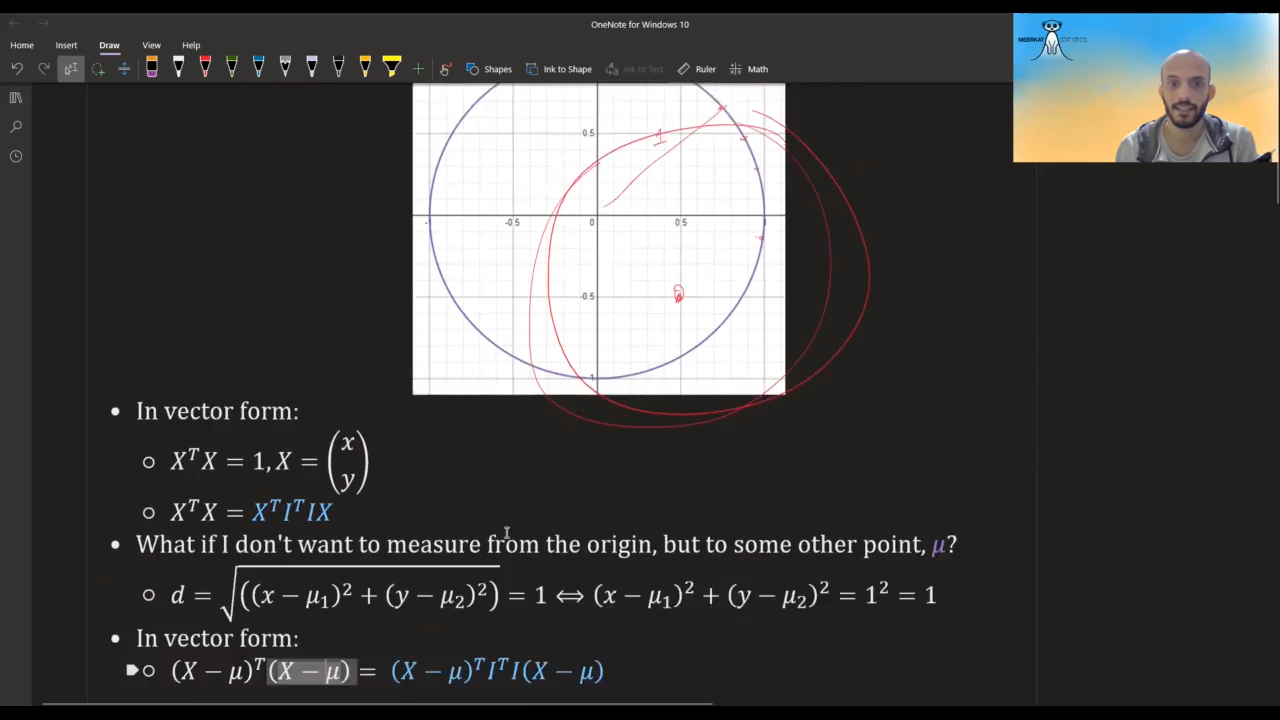 OneNote for Windows 10
Home Insert Draw View Help
Shapes Ink to Shape Ink to Text Ruler Math
MEERKAT
0.5
1
-0.5 0 0.5
-0.5
-1
• In vector form:
○ XᵀX = 1, X = (x y)
○ XᵀX = XᵀIᵀIX
• What if I don't want to measure from the origin, but to some other point, μ?
○ d = √((x − μ₁)² + (y − μ₂)²) = 1 ⟺ (x − μ₁)² + (y − μ₂)² = 1² = 1
• In vector form:
○ (X − μ)ᵀ(X − μ) = (X − μ)ᵀIᵀI(X − μ)